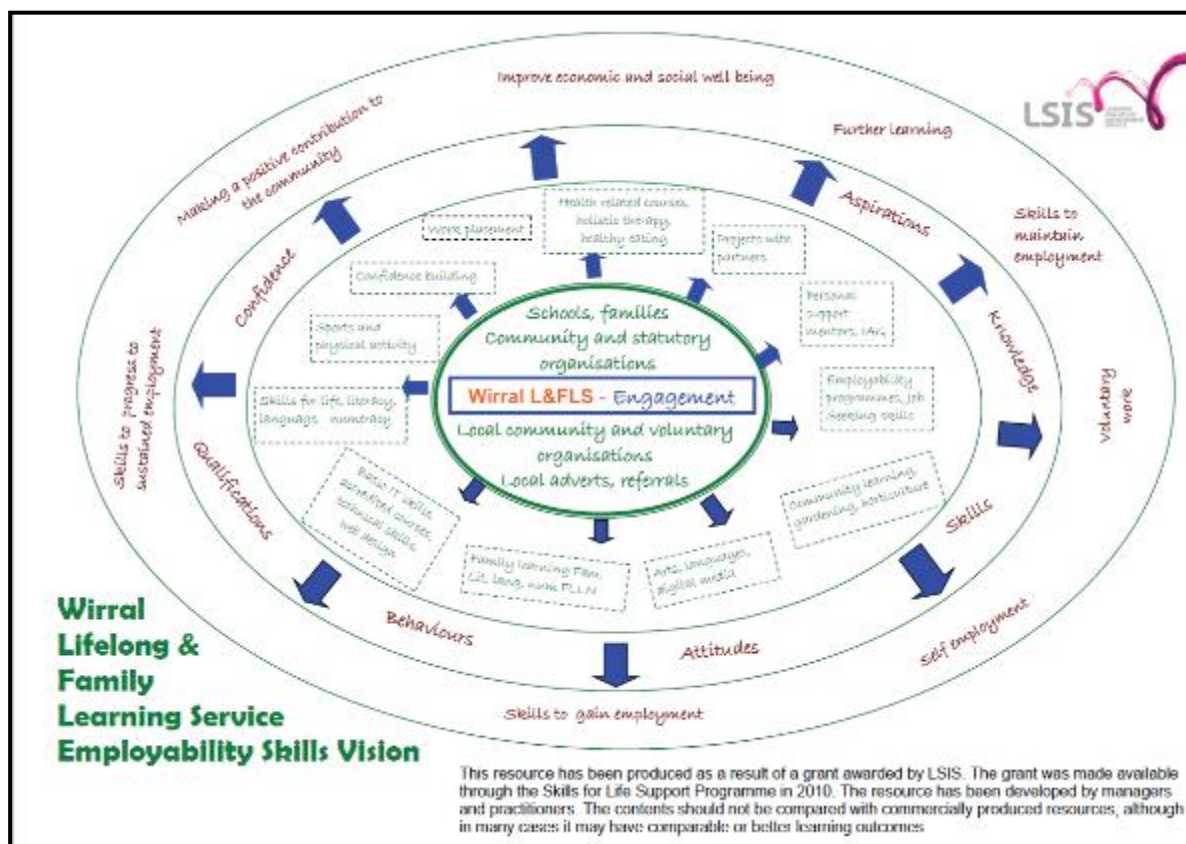 Improve economic and social well being
LSIS
Making a positive contribution to
the community
Further learning
Skills to
maintain
employment
Aspirations
Confidence
Knowledge
Work placement
Health related courses,
holistic therapy,
healthy eating
Projects with
partners
Confidence building
Personal
support
mentors, IAG
Sports and
physical activity
Schools, families
Community and statutory
organisations
Wirral L&FLS - Engagement
Local community and voluntary
organisations
Local adverts, referrals
Employability
programmes, job
Seeking skills
Skills for life, literacy,
language, numeracy
Skills to progress to
sustained employment
Voluntary
work
Qualifications
Basic IT skills,
accredited courses,
technical skills,
web design
Family learning Fam,
Lit, lang, num FLLN
Arts, languages,
digital media
Community learning,
gardening, horticulture
Skills
Behaviours
Attitudes
Self employment
Skills to gain employment
Wirral
Lifelong &
Family
Learning Service
Employability Skills Vision
This resource has been produced as a result of a grant awarded by LSIS. The grant was made available
through the Skills for Life Support Programme in 2010. The resource has been developed by managers
and practitioners. The contents should not be compared with commercially produced resources, although
in many cases it may have comparable or better learning outcomes